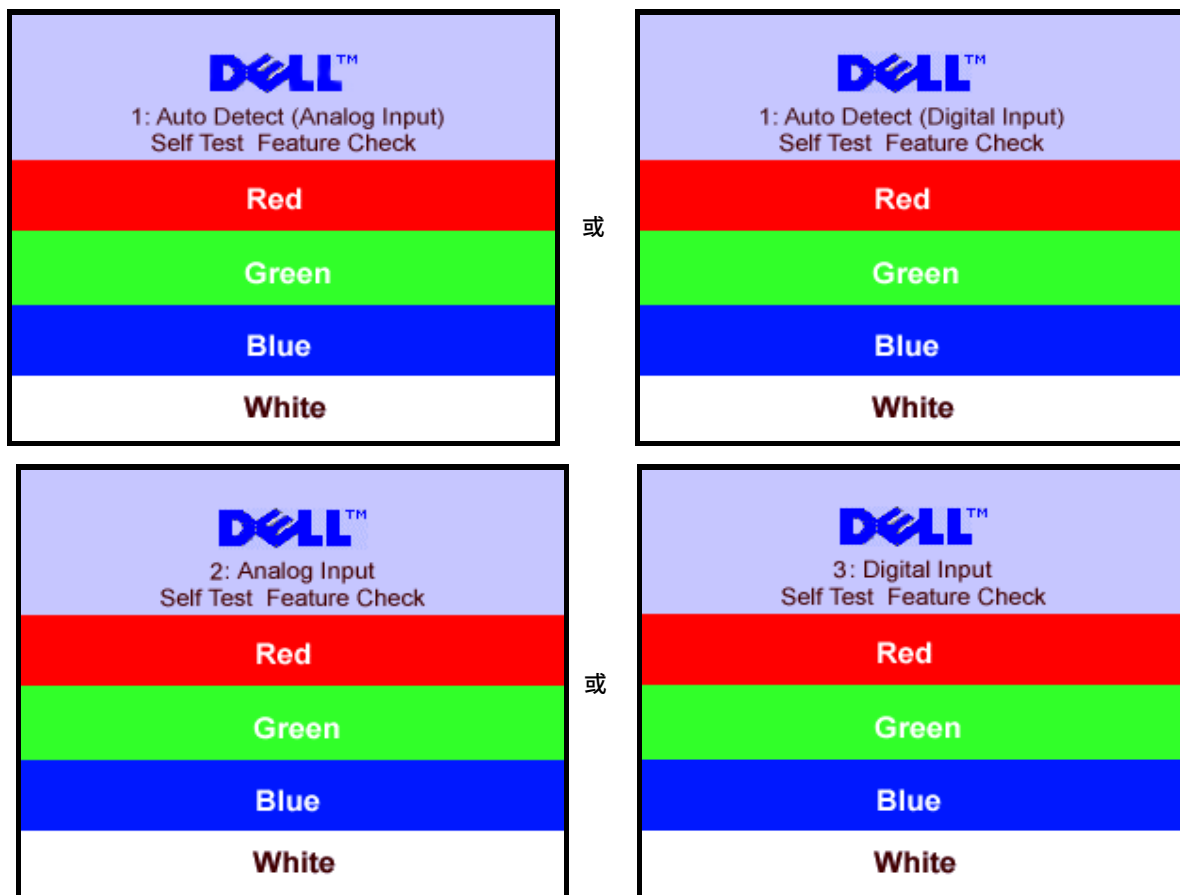 DELL™
1: Auto Detect (Analog Input)
Self Test Feature Check
Red
Green
Blue
White
或
DELL™
1: Auto Detect (Digital Input)
Self Test Feature Check
Red
Green
Blue
White
DELL™
2: Analog Input
Self Test Feature Check
Red
Green
Blue
White
或
DELL™
3: Digital Input
Self Test Feature Check
Red
Green
Blue
White